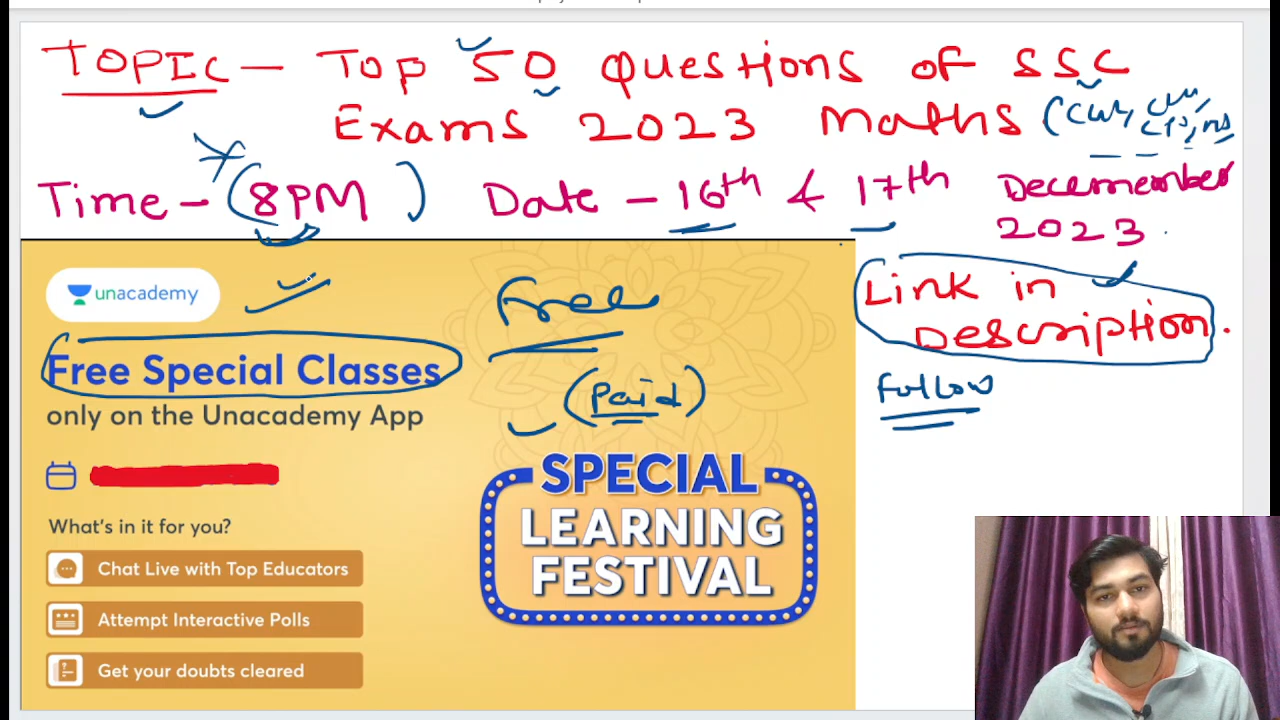 TOPIC – Top 50 Questions of SSC
Exams 2023 Maths
Time – (8PM) Date – 16th & 17th Decemember
2023
unacademy
Free
Link in
Description.
Free Special Classes
only on the Unacademy App
(Paid)
Follow
SPECIAL
LEARNING
FESTIVAL
What's in it for you?
Chat Live with Top Educators
Attempt Interactive Polls
Get your doubts cleared